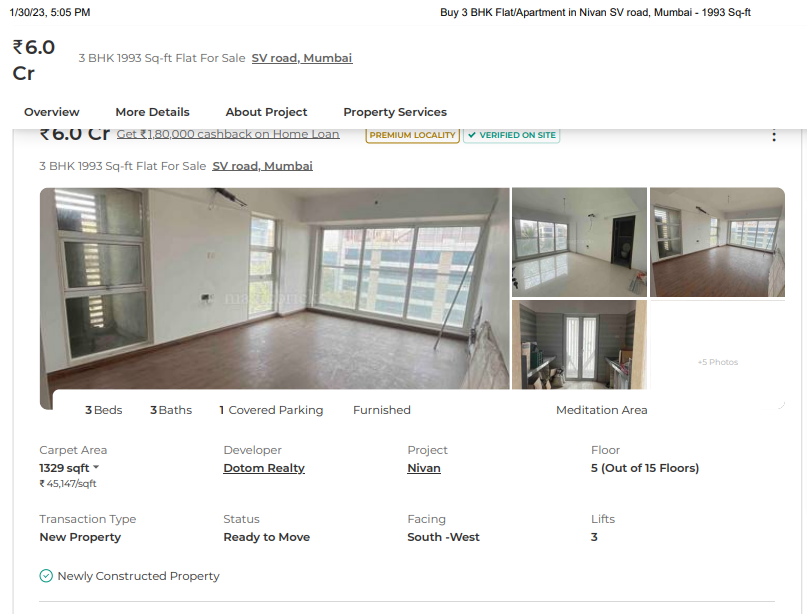 1/30/23, 5:05 PM Buy 3 BHK Flat/Apartment in Nivan SV road, Mumbai - 1993 Sq-ft
₹6.0 Cr
3 BHK 1993 Sq-ft Flat For Sale SV road, Mumbai
Overview More Details About Project Property Services
₹6.0 Cr Get ₹1,80,000 cashback on Home Loan PREMIUM LOCALITY ✔ VERIFIED ON SITE
3 BHK 1993 Sq-ft Flat For Sale SV road, Mumbai
+5 Photos
3 Beds 3 Baths 1 Covered Parking Furnished Meditation Area
Carpet Area Developer Project Floor
1329 sqft Dotom Realty Nivan 5 (Out of 15 Floors)
₹ 45,147/sqft
Transaction Type Status Facing Lifts
New Property Ready to Move South -West 3
Newly Constructed Property